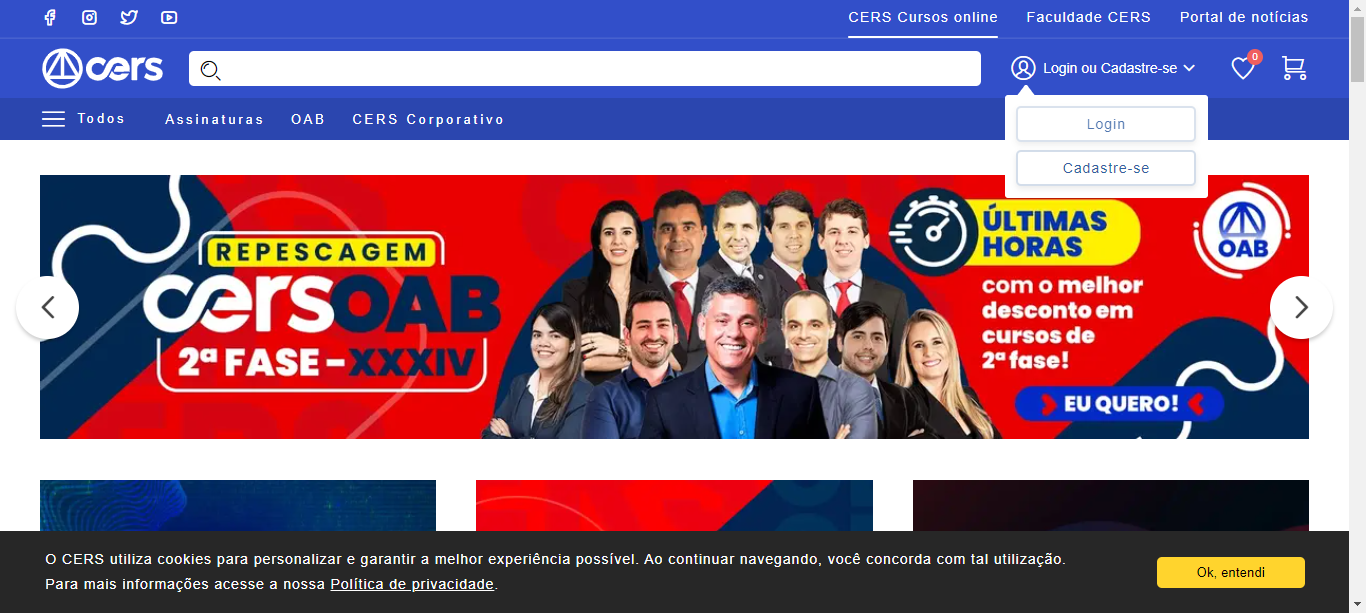 CERS Cursos online
Faculdade CERS
Portal de notícias
cers
Login ou Cadastre-se
0
Todos
Assinaturas
OAB
CERS Corporativo
Login
Cadastre-se
REPESCAGEM
cersOAB
2ª FASE - XXXIV
ÚLTIMAS
HORAS
com o melhor
desconto em
cursos de
2ª fase!
EU QUERO!
OAB
O CERS utiliza cookies para personalizar e garantir a melhor experiência possível. Ao continuar navegando, você concorda com tal utilização.
Para mais informações acesse a nossa Política de privacidade.
Ok, entendi